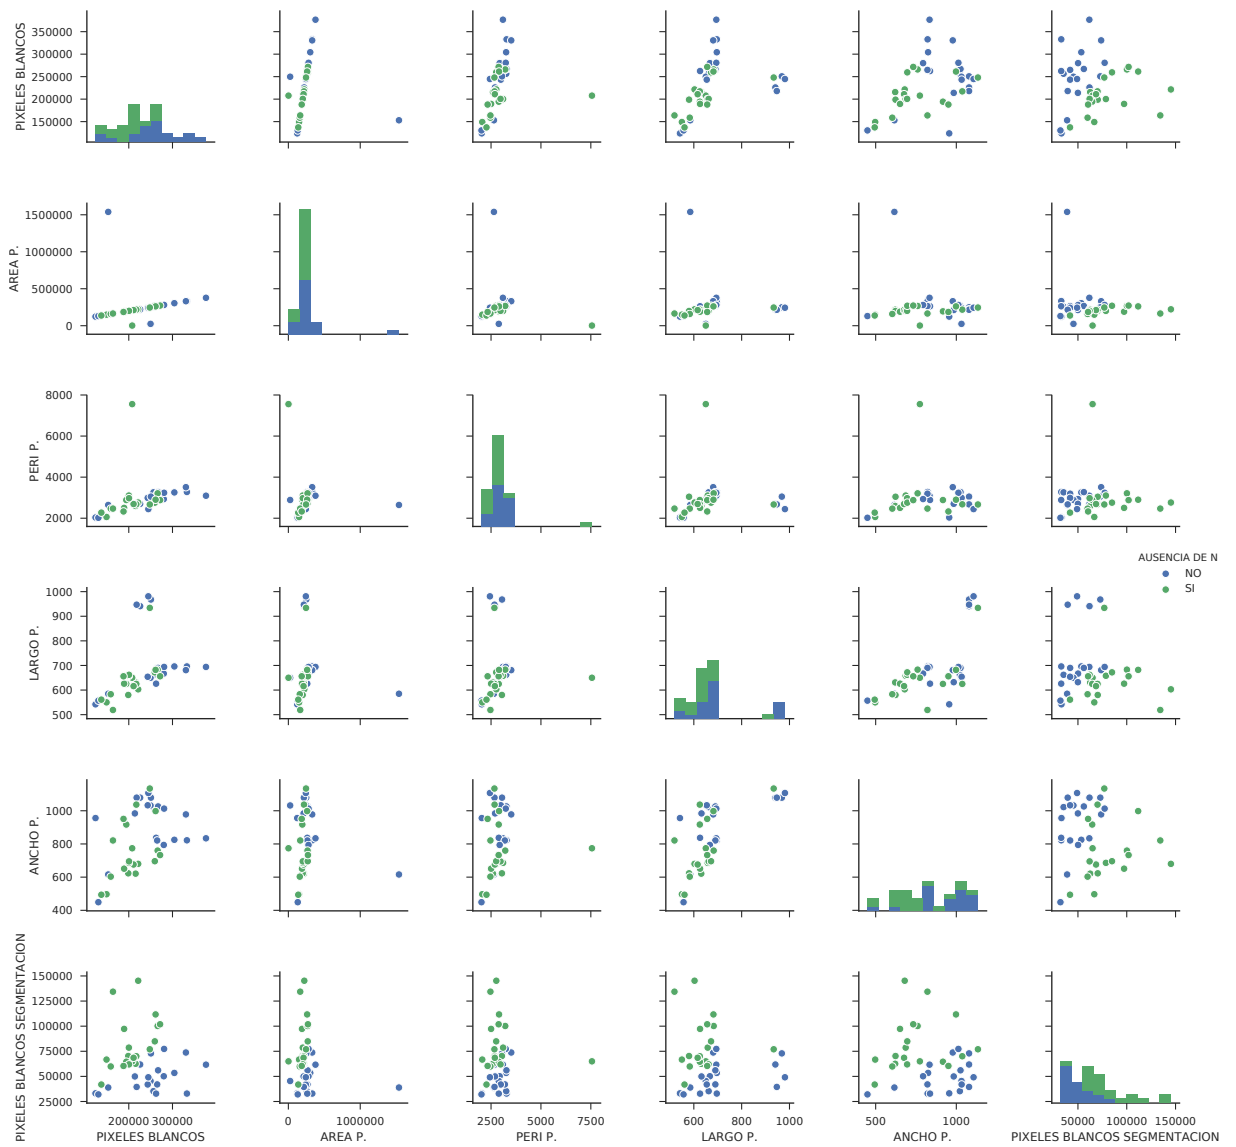 PIXELES BLANCOS
350000
300000
250000
200000
150000
AREA P.
1500000
1000000
500000
0
PERI P.
8000
6000
4000
2000
AUSENCIA DE N
NO
SI
LARGO P.
1000
900
800
700
600
500
ANCHO P.
1000
800
600
400
PIXELES BLANCOS SEGMENTACION
150000
125000
100000
75000
50000
25000
200000 300000
0 1000000
2500 5000 7500
600 800 1000
500 1000
50000 100000 150000
PIXELES BLANCOS AREA P. PERI P. LARGO P. ANCHO P. PIXELES BLANCOS SEGMENTACION